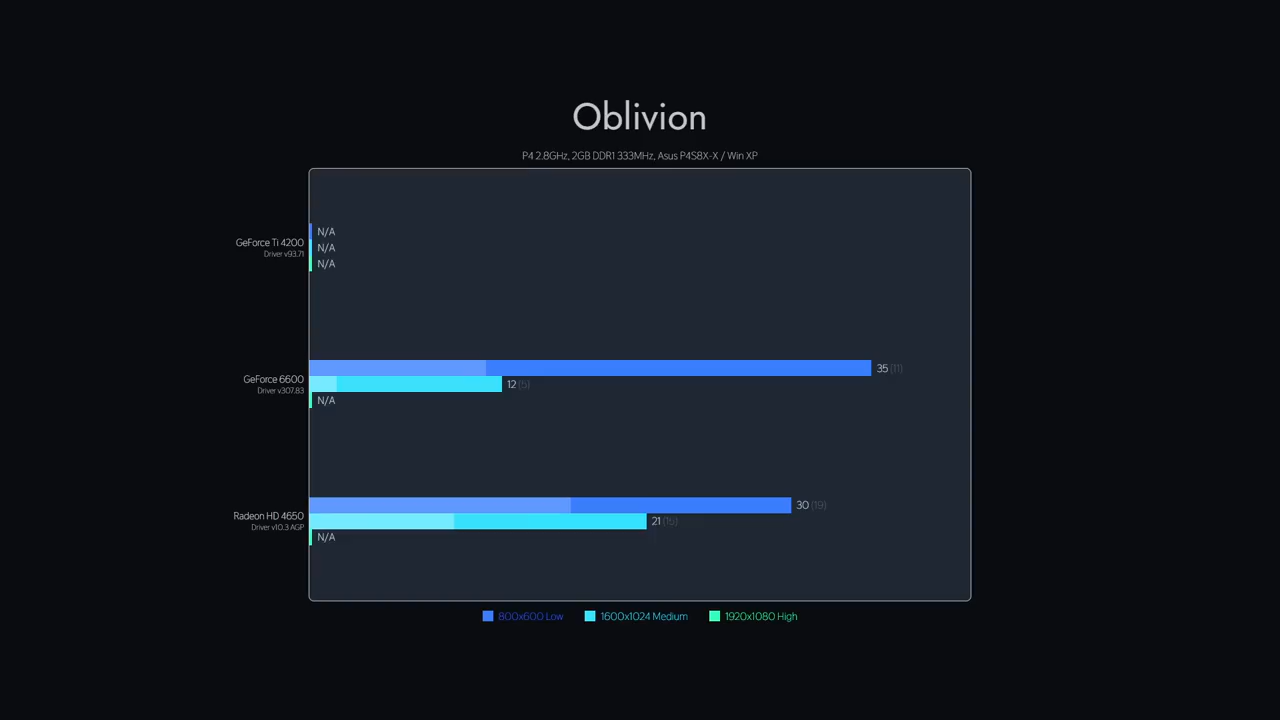 Oblivion
P4 2.8GHz, 2GB DDR1 333MHz, Asus P4S8X-X / Win XP
GeForce Ti 4200
Driver v93.71
N/A
N/A
N/A
GeForce 6600
Driver v307.83
35 (11)
12 (5)
N/A
Radeon HD 4650
Driver v10.3 AGP
30 (19)
21
N/A
800x600 Low
1600x1024 Medium
1920x1080 High